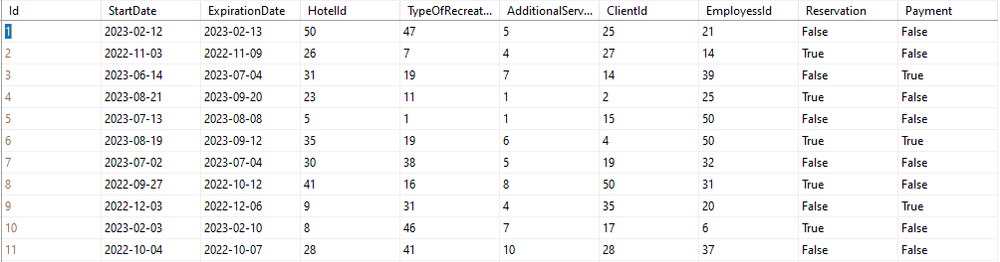 Id StartDate ExpirationDate HotelId TypeOfRecreat... AdditionalServ... ClientId EmployessId Reservation Payment
1 2023-02-12 2023-02-13 50 47 5 25 21 False False
2 2022-11-03 2022-11-09 26 7 4 27 14 True False
3 2023-06-14 2023-07-04 31 19 7 14 39 False True
4 2023-08-21 2023-09-20 23 11 1 2 25 True False
5 2023-07-13 2023-08-08 5 1 1 15 50 False False
6 2023-08-19 2023-09-12 35 19 6 4 50 True True
7 2023-07-02 2023-07-04 30 38 5 19 32 False False
8 2022-09-27 2022-10-12 41 16 8 50 31 True False
9 2022-12-03 2022-12-06 9 31 4 35 20 False True
10 2023-02-03 2023-02-10 8 46 7 17 6 True False
11 2022-10-04 2022-10-07 28 41 10 28 37 False False